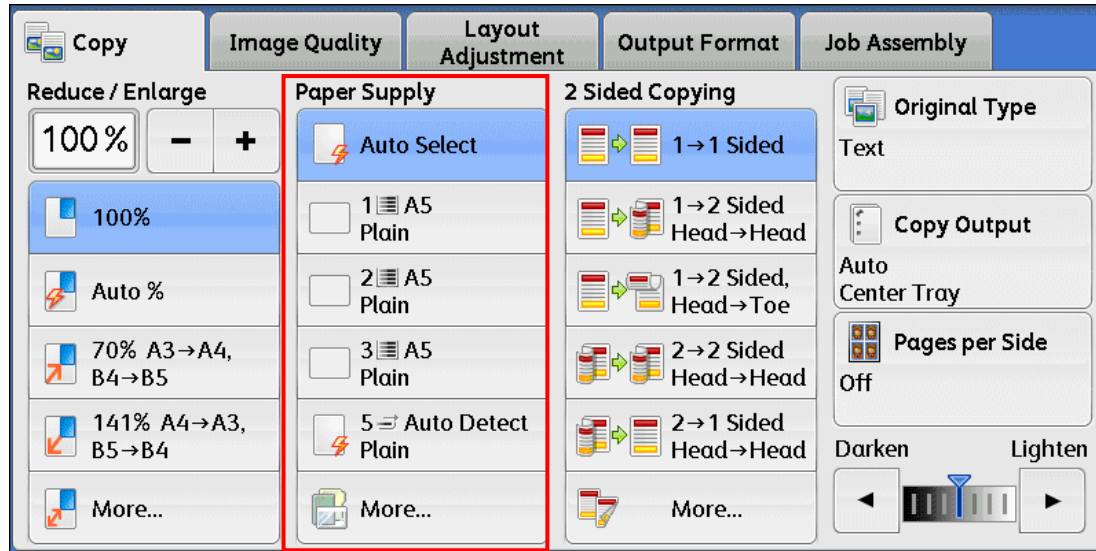 Copy
Image Quality
Layout
Adjustment
Output Format
Job Assembly
Reduce / Enlarge
100%
− +
100%
Auto %
70% A3→A4,
B4→B5
141% A4→A3,
B5→B4
More...
Paper Supply
Auto Select
1 A5
Plain
2 A5
Plain
3 A5
Plain
5 Auto Detect
Plain
More...
2 Sided Copying
1→1 Sided
1→2 Sided
Head→Head
1→2 Sided,
Head→Toe
2→2 Sided
Head→Head
2→1 Sided
Head→Head
More...
Original Type
Text
Copy Output
Auto
Center Tray
Pages per Side
Off
Darken Lighten